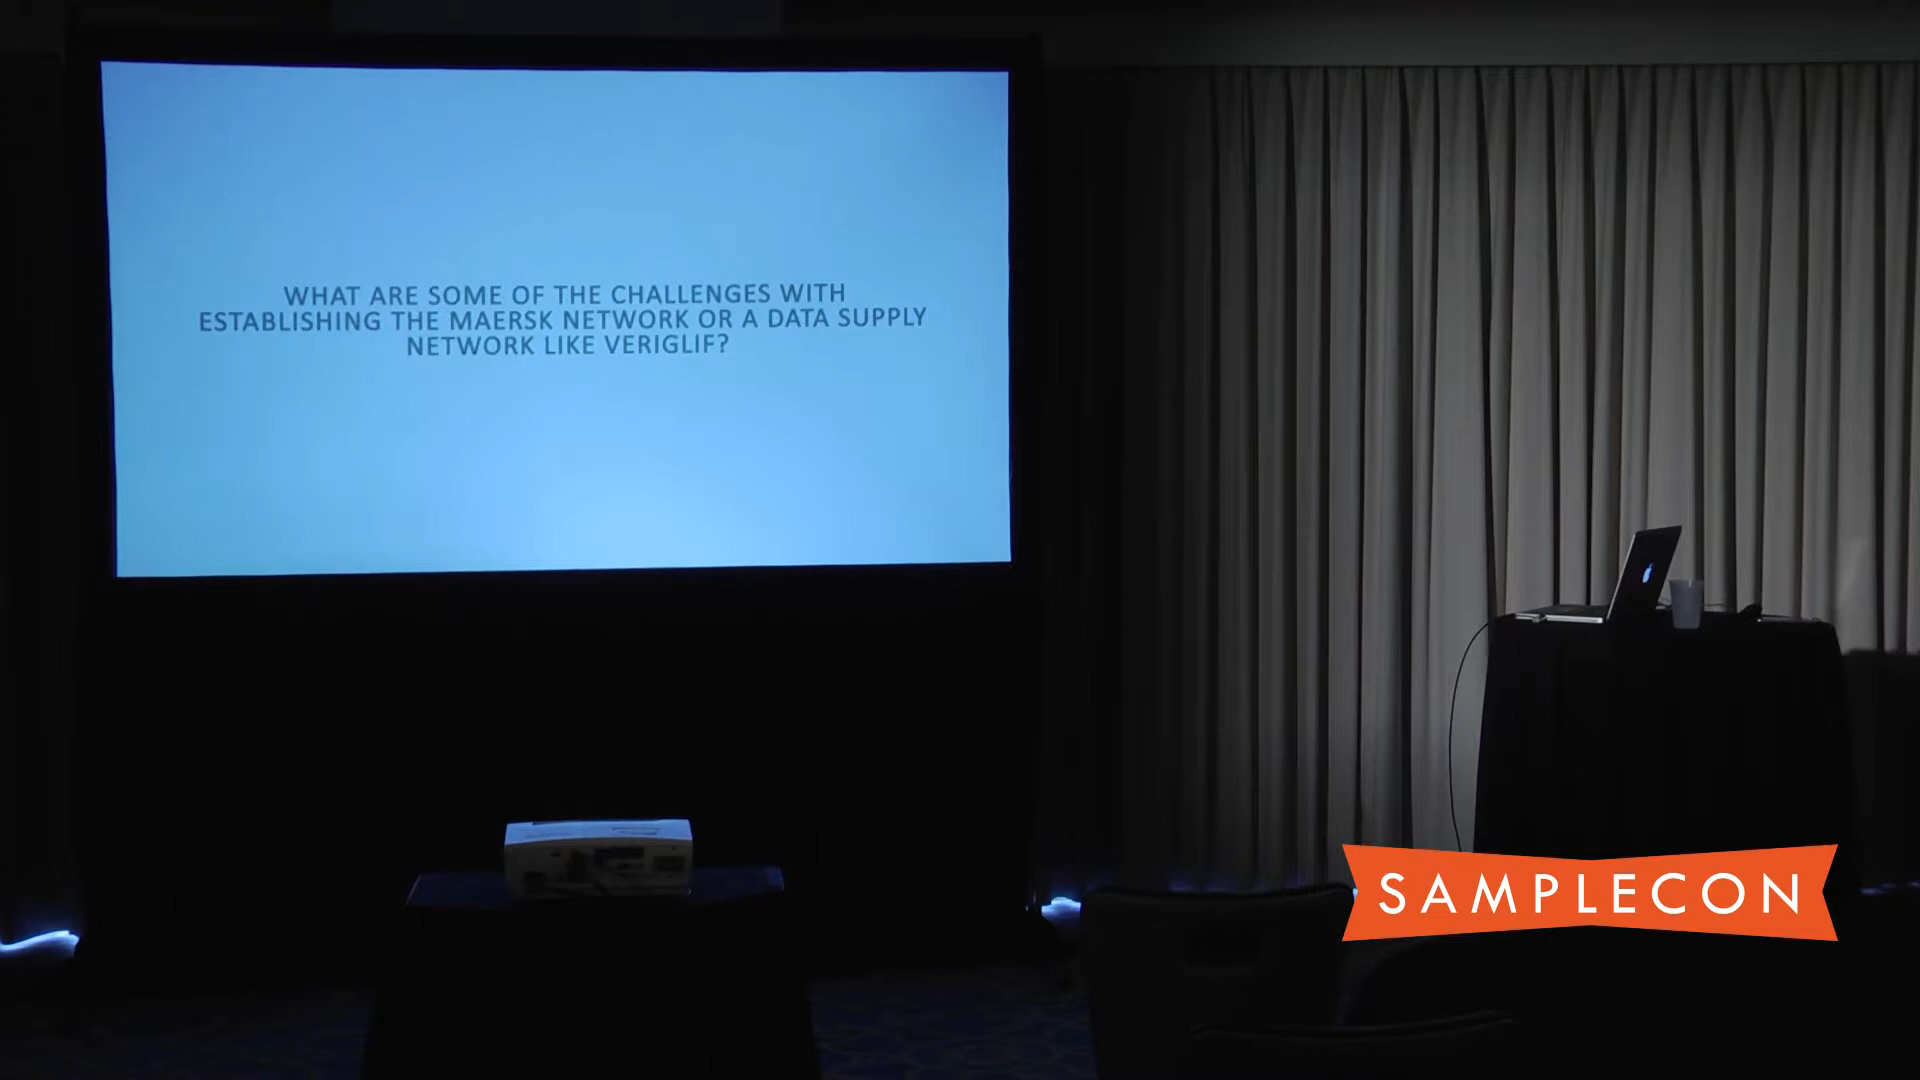 WHAT ARE SOME OF THE CHALLENGES WITH
ESTABLISHING THE MAERSK NETWORK OR A DATA SUPPLY
NETWORK LIKE VERIGLIF?
SAMPLECON